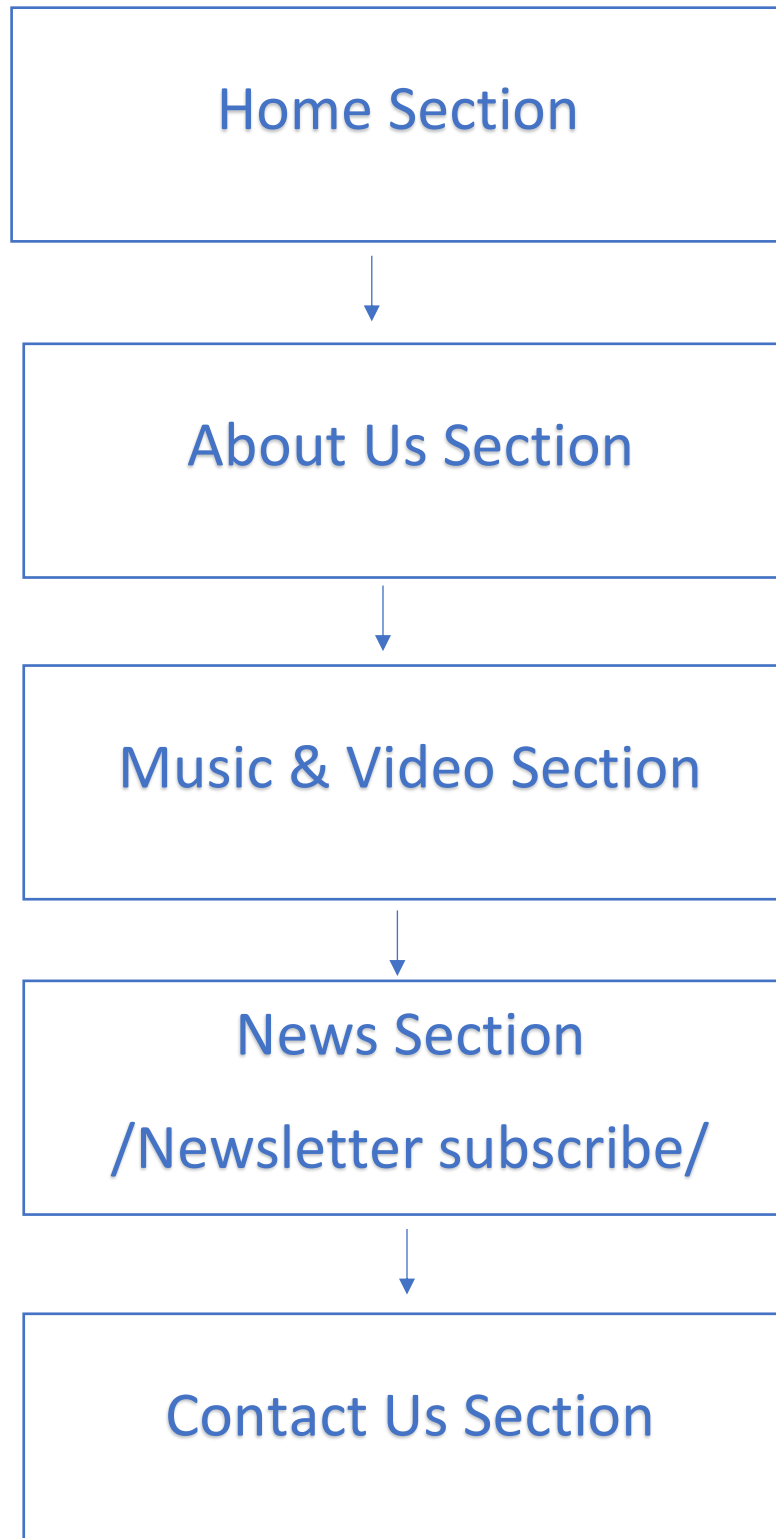 Home Section
About Us Section
Music & Video Section
News Section
/Newsletter subscribe/
Contact Us Section